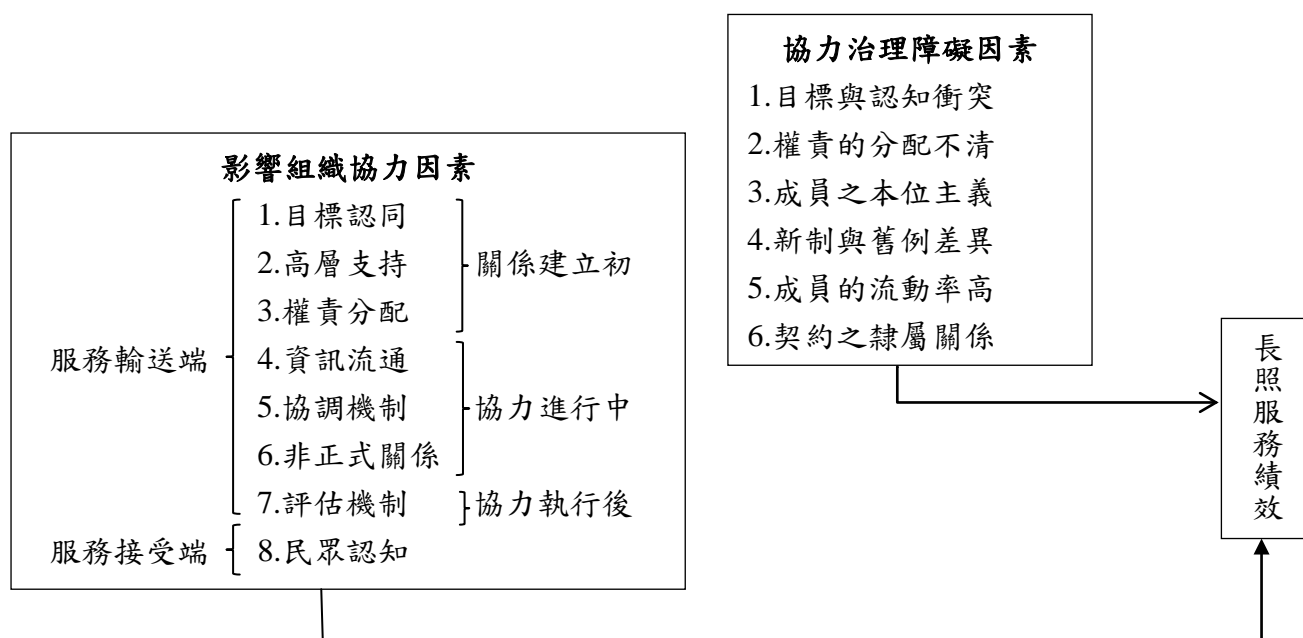 協力治理障礙因素
1.目標與認知衝突
2.權責的分配不清
3.成員之本位主義
4.新制與舊例差異
5.成員的流動率高
6.契約之隸屬關係
影響組織協力因素
服務輸送端
1.目標認同
2.高層支持
3.權責分配
關係建立初
4.資訊流通
5.協調機制
6.非正式關係
協力進行中
7.評估機制
協力執行後
服務接受端
8.民眾認知
長照服務績效